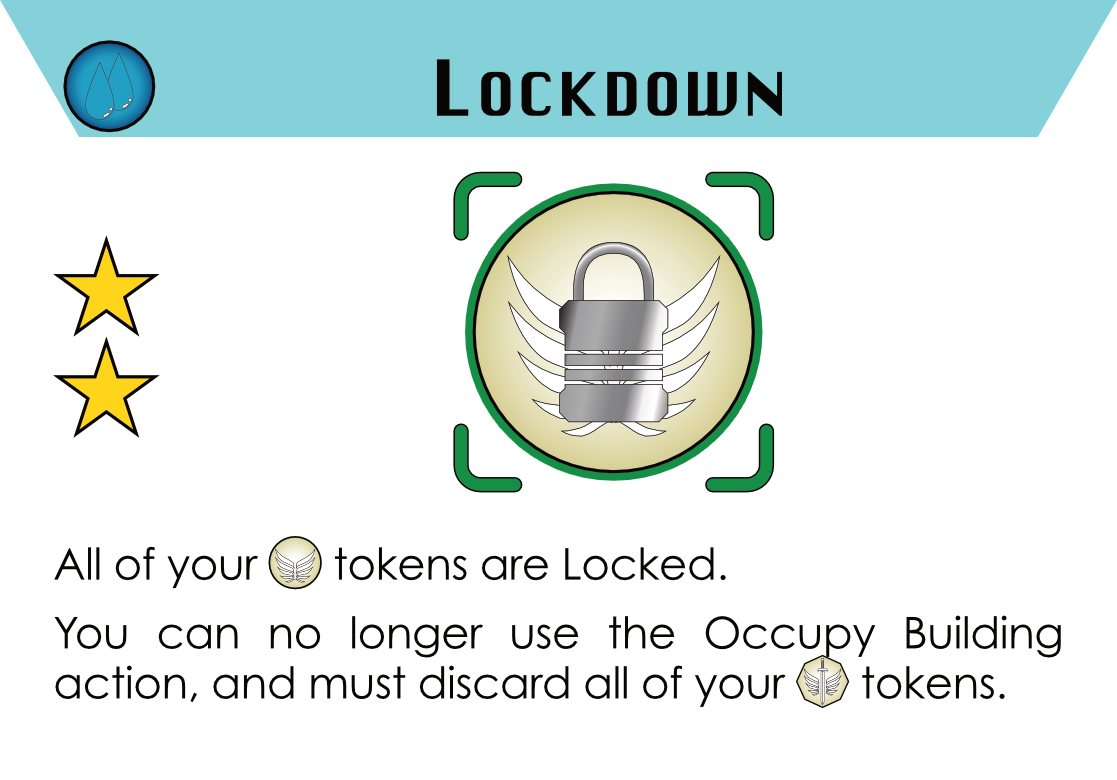 Lockdown
All of your tokens are Locked.
You can no longer use the Occupy Building
action, and must discard all of your tokens.